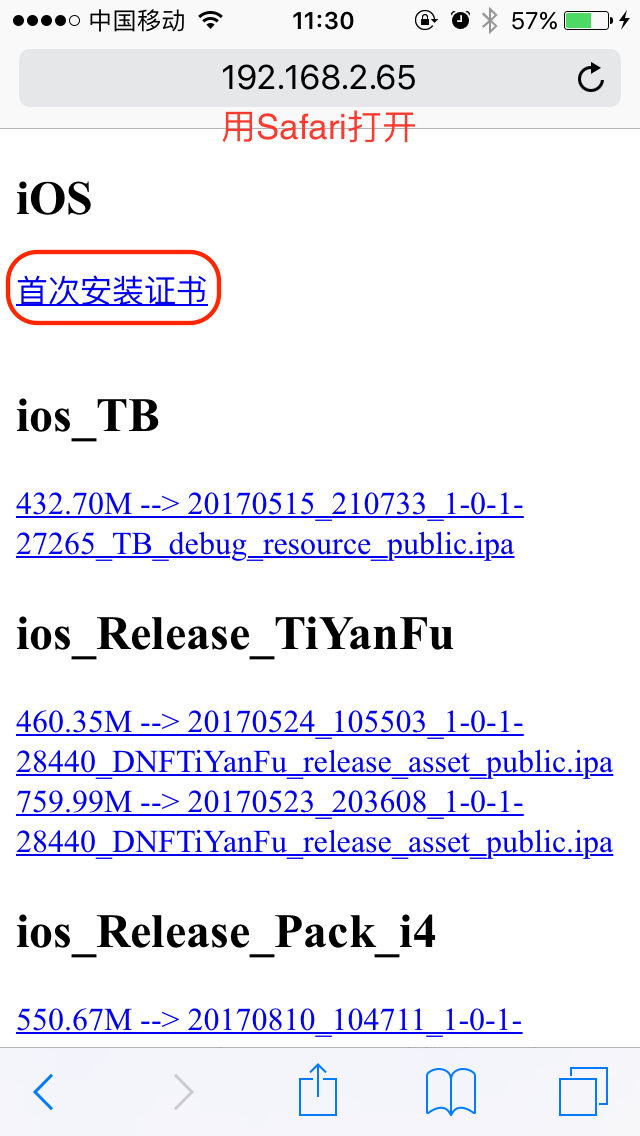 中国移动 11:30 57%
192.168.2.65
用Safari打开
iOS
首次安装证书
ios_TB
432.70M --> 20170515_210733_1-0-1-
27265_TB_debug_resource_public.ipa
ios_Release_TiYanFu
460.35M --> 20170524_105503_1-0-1-
28440_DNFTiYanFu_release_asset_public.ipa
759.99M --> 20170523_203608_1-0-1-
28440_DNFTiYanFu_release_asset_public.ipa
ios_Release_Pack_i4
550.67M --> 20170810_104711_1-0-1-